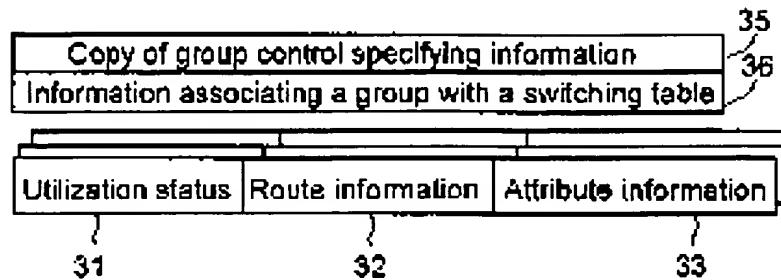 35
Copy of group control specifying information
36
Information associating a group with a switching table
Utilization status Route information Attribute information
31 32 33